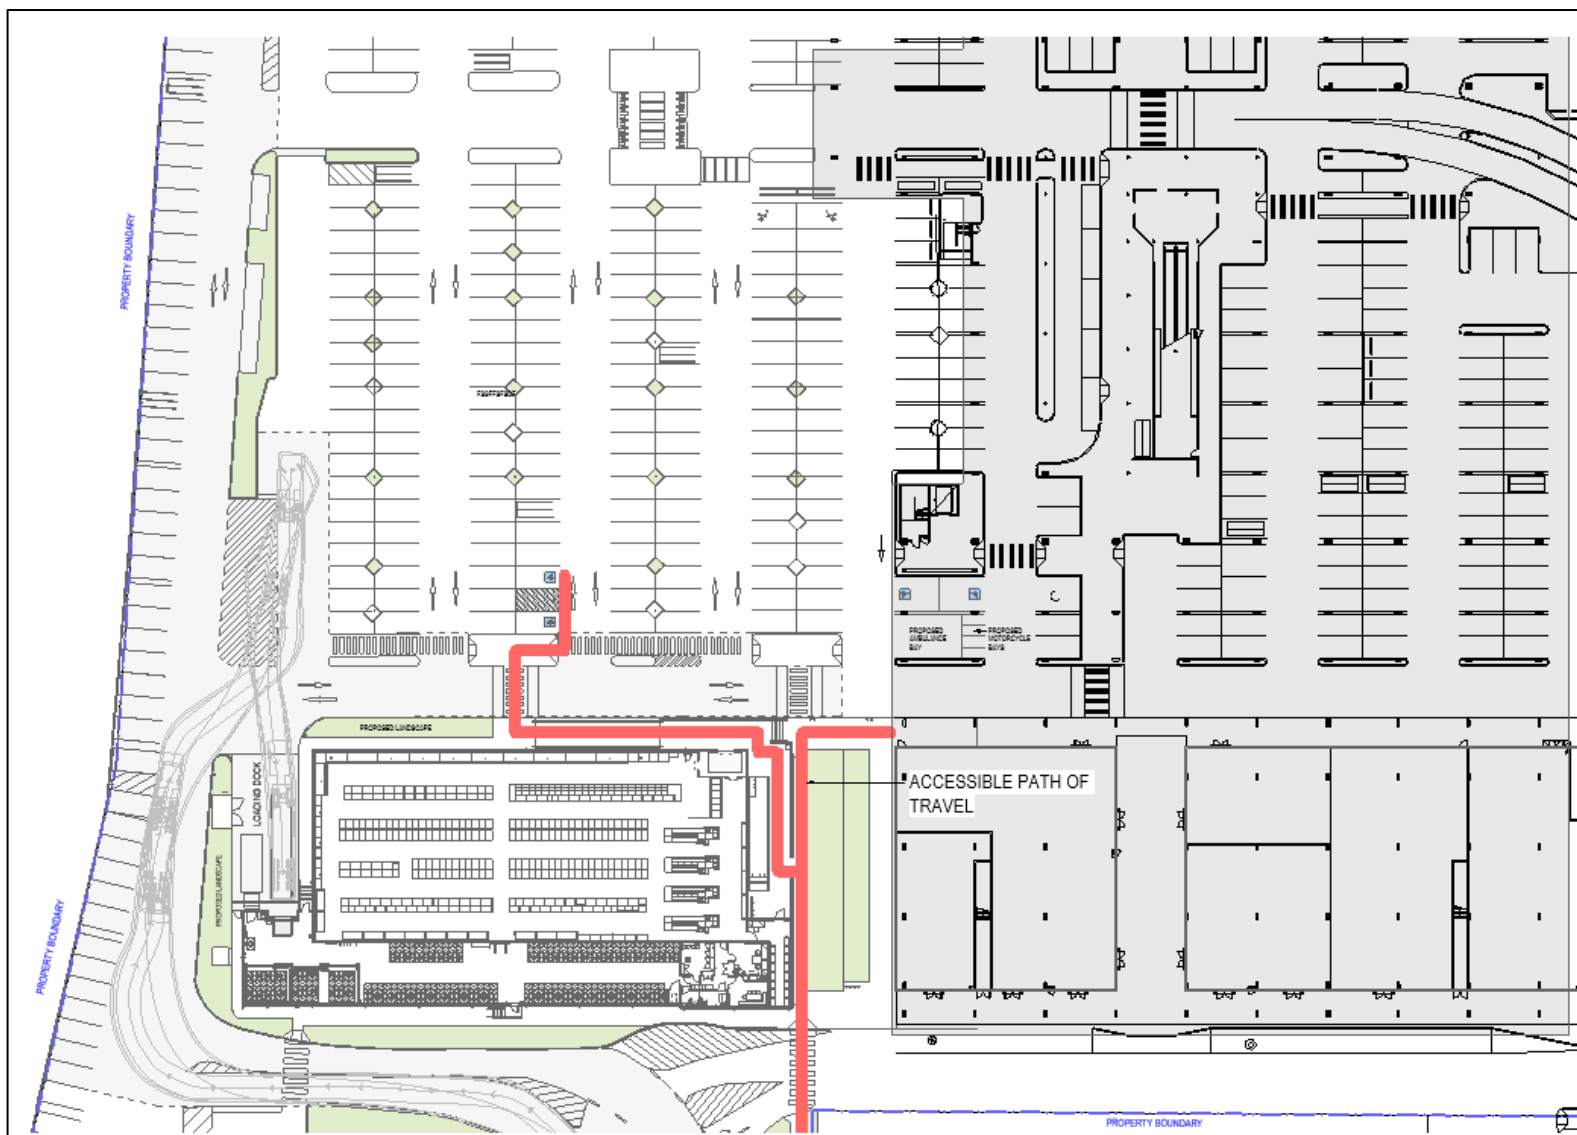 PROPERTY BOUNDARY
PROPOSED
AMBULANCE
BAY
PROPOSED
MOTORCYCLE
BAYS
PROPOSED LANDSCAPE
LOADING DOCK
ACCESSIBLE PATH OF
TRAVEL
PROPOSED LANDSCAPE
PROPERTY BOUNDARY
PROPERTY BOUNDARY